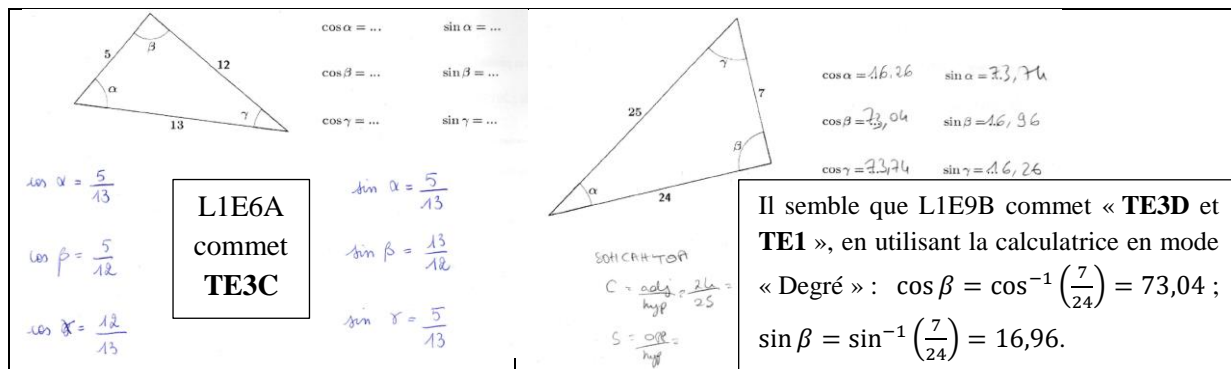 cos α = ... sin α = ...
5
β
12
α
cos β = ... sin β = ...
13
γ
cos γ = ... sin γ = ...
cos α = 5/13
sin α = 5/13
cos β = 5/12
sin β = 13/12
cos γ = 12/13
sin γ = 5/13
L1E6A
commet
TE3C
γ
25
7
β
α
24
cos α = 16,26 sin α = 73,74
cos β = 73,04 sin β = 16,96
cos γ = 73,74 sin γ = 16,26
SOH CAH TOA
C = adj/hyp = 24/25 =
S = opp/hyp =
Il semble que L1E9B commet « TE3D et
TE1 », en utilisant la calculatrice en mode
« Degré » : cos β = cos⁻¹ (7/24) = 73,04 ;
sin β = sin⁻¹ (7/24) = 16,96.